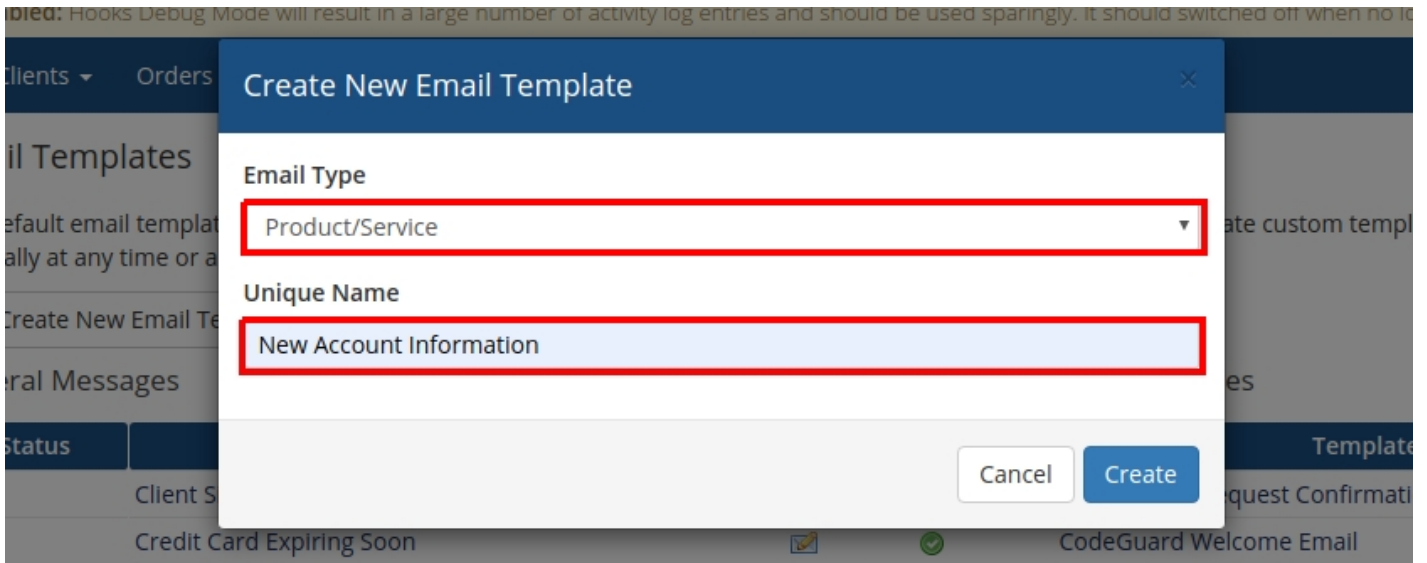 bled: Hooks Debug Mode will result in a large number of activity log entries and should be used sparingly. It should switched off when no lo
Clients Orders
Create New Email Template ×
il Templates
Email Type
efault email templat
Product/Service
ate custom templ
ally at any time or a
Unique Name
Create New Email Te
New Account Information
eral Messages
es
Status
Template
Cancel Create
Client S
quest Confirmati
Credit Card Expiring Soon
CodeGuard Welcome Email